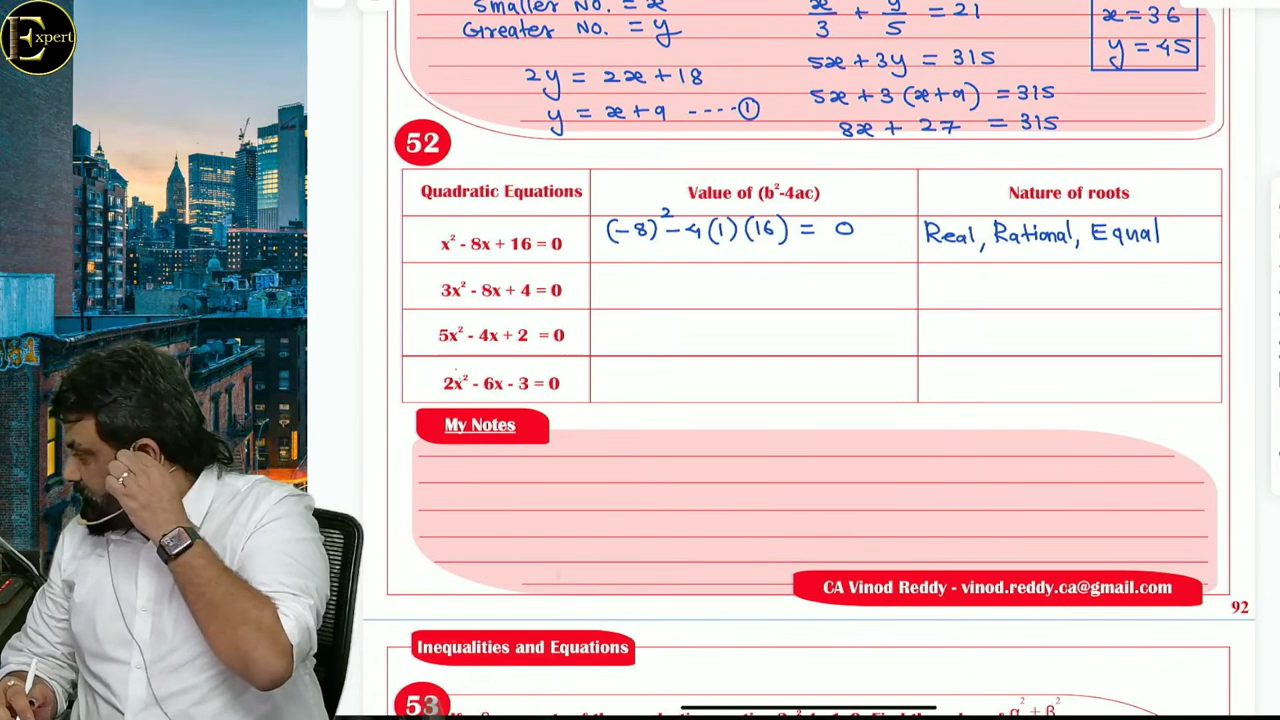 Expert
Smaller No. = x
Greater No. = y
2y = 2x + 18
y = x + 9 ----①
x/3 + y/5 = 21
5x + 3y = 315
5x + 3(x+9) = 315
8x + 27 = 315
x = 36
y = 45
52
Quadratic Equations Value of (b²-4ac) Nature of roots
x² - 8x + 16 = 0 (-8)² - 4(1)(16) = 0 Real, Rational, Equal
3x² - 8x + 4 = 0
5x² - 4x + 2 = 0
2x² - 6x - 3 = 0
My Notes
CA Vinod Reddy - vinod.reddy.ca@gmail.com
92
Inequalities and Equations
53
α² + β²